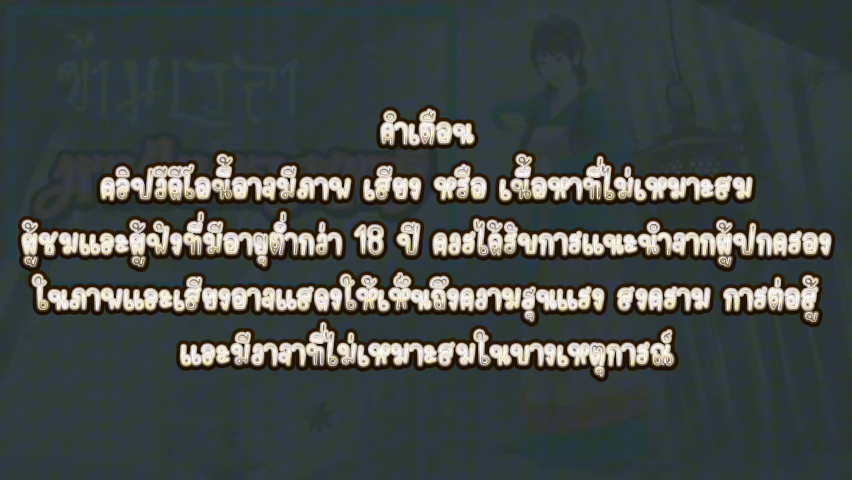 ข้ามเวลา
คำเตือน
คลิปวีดีโอนี้อาจมีภาพ เสียง หรือ เนื้อหาที่ไม่เหมาะสม
ผู้ชมและผู้ฟังที่มีอายุต่ำกว่า 18 ปี ควรได้รับการแนะนำจากผู้ปกครอง
ในภาพและเสียงอาจแสดงให้เห็นถึงความรุนแรง สงคราม การต่อสู้
และมีวาจาที่ไม่เหมาะสมในบางเหตุการณ์